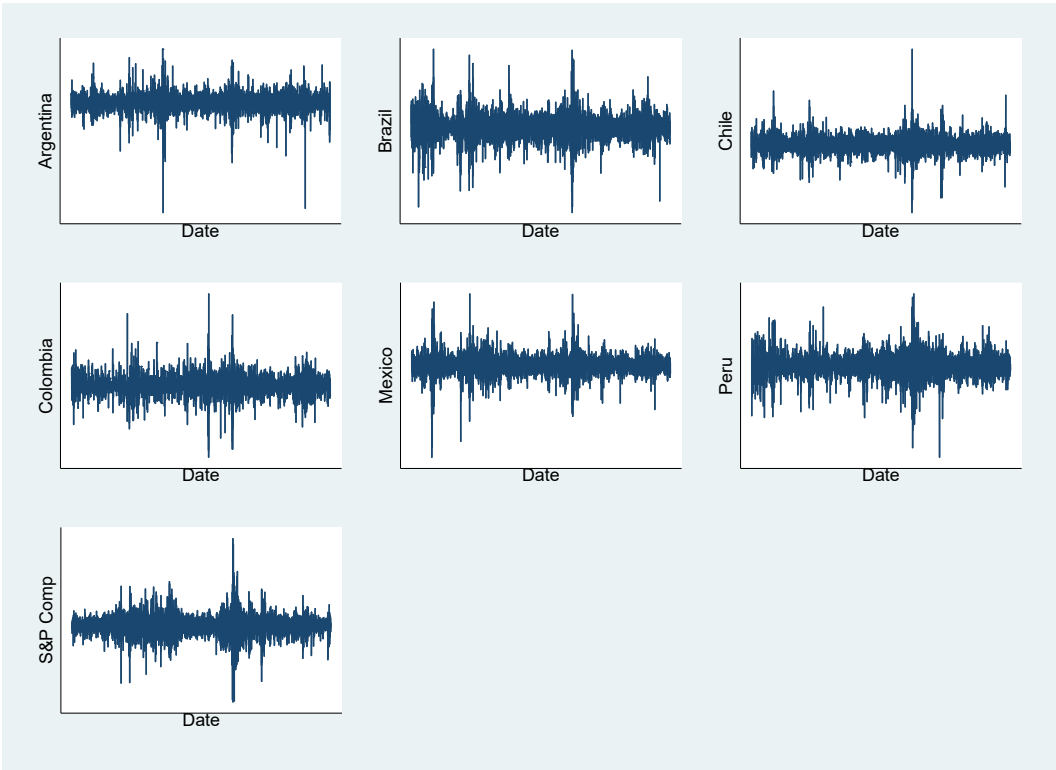 Argentina
Date
Brazil
Date
Chile
Date
Colombia
Date
Mexico
Date
Peru
Date
S&P Comp
Date